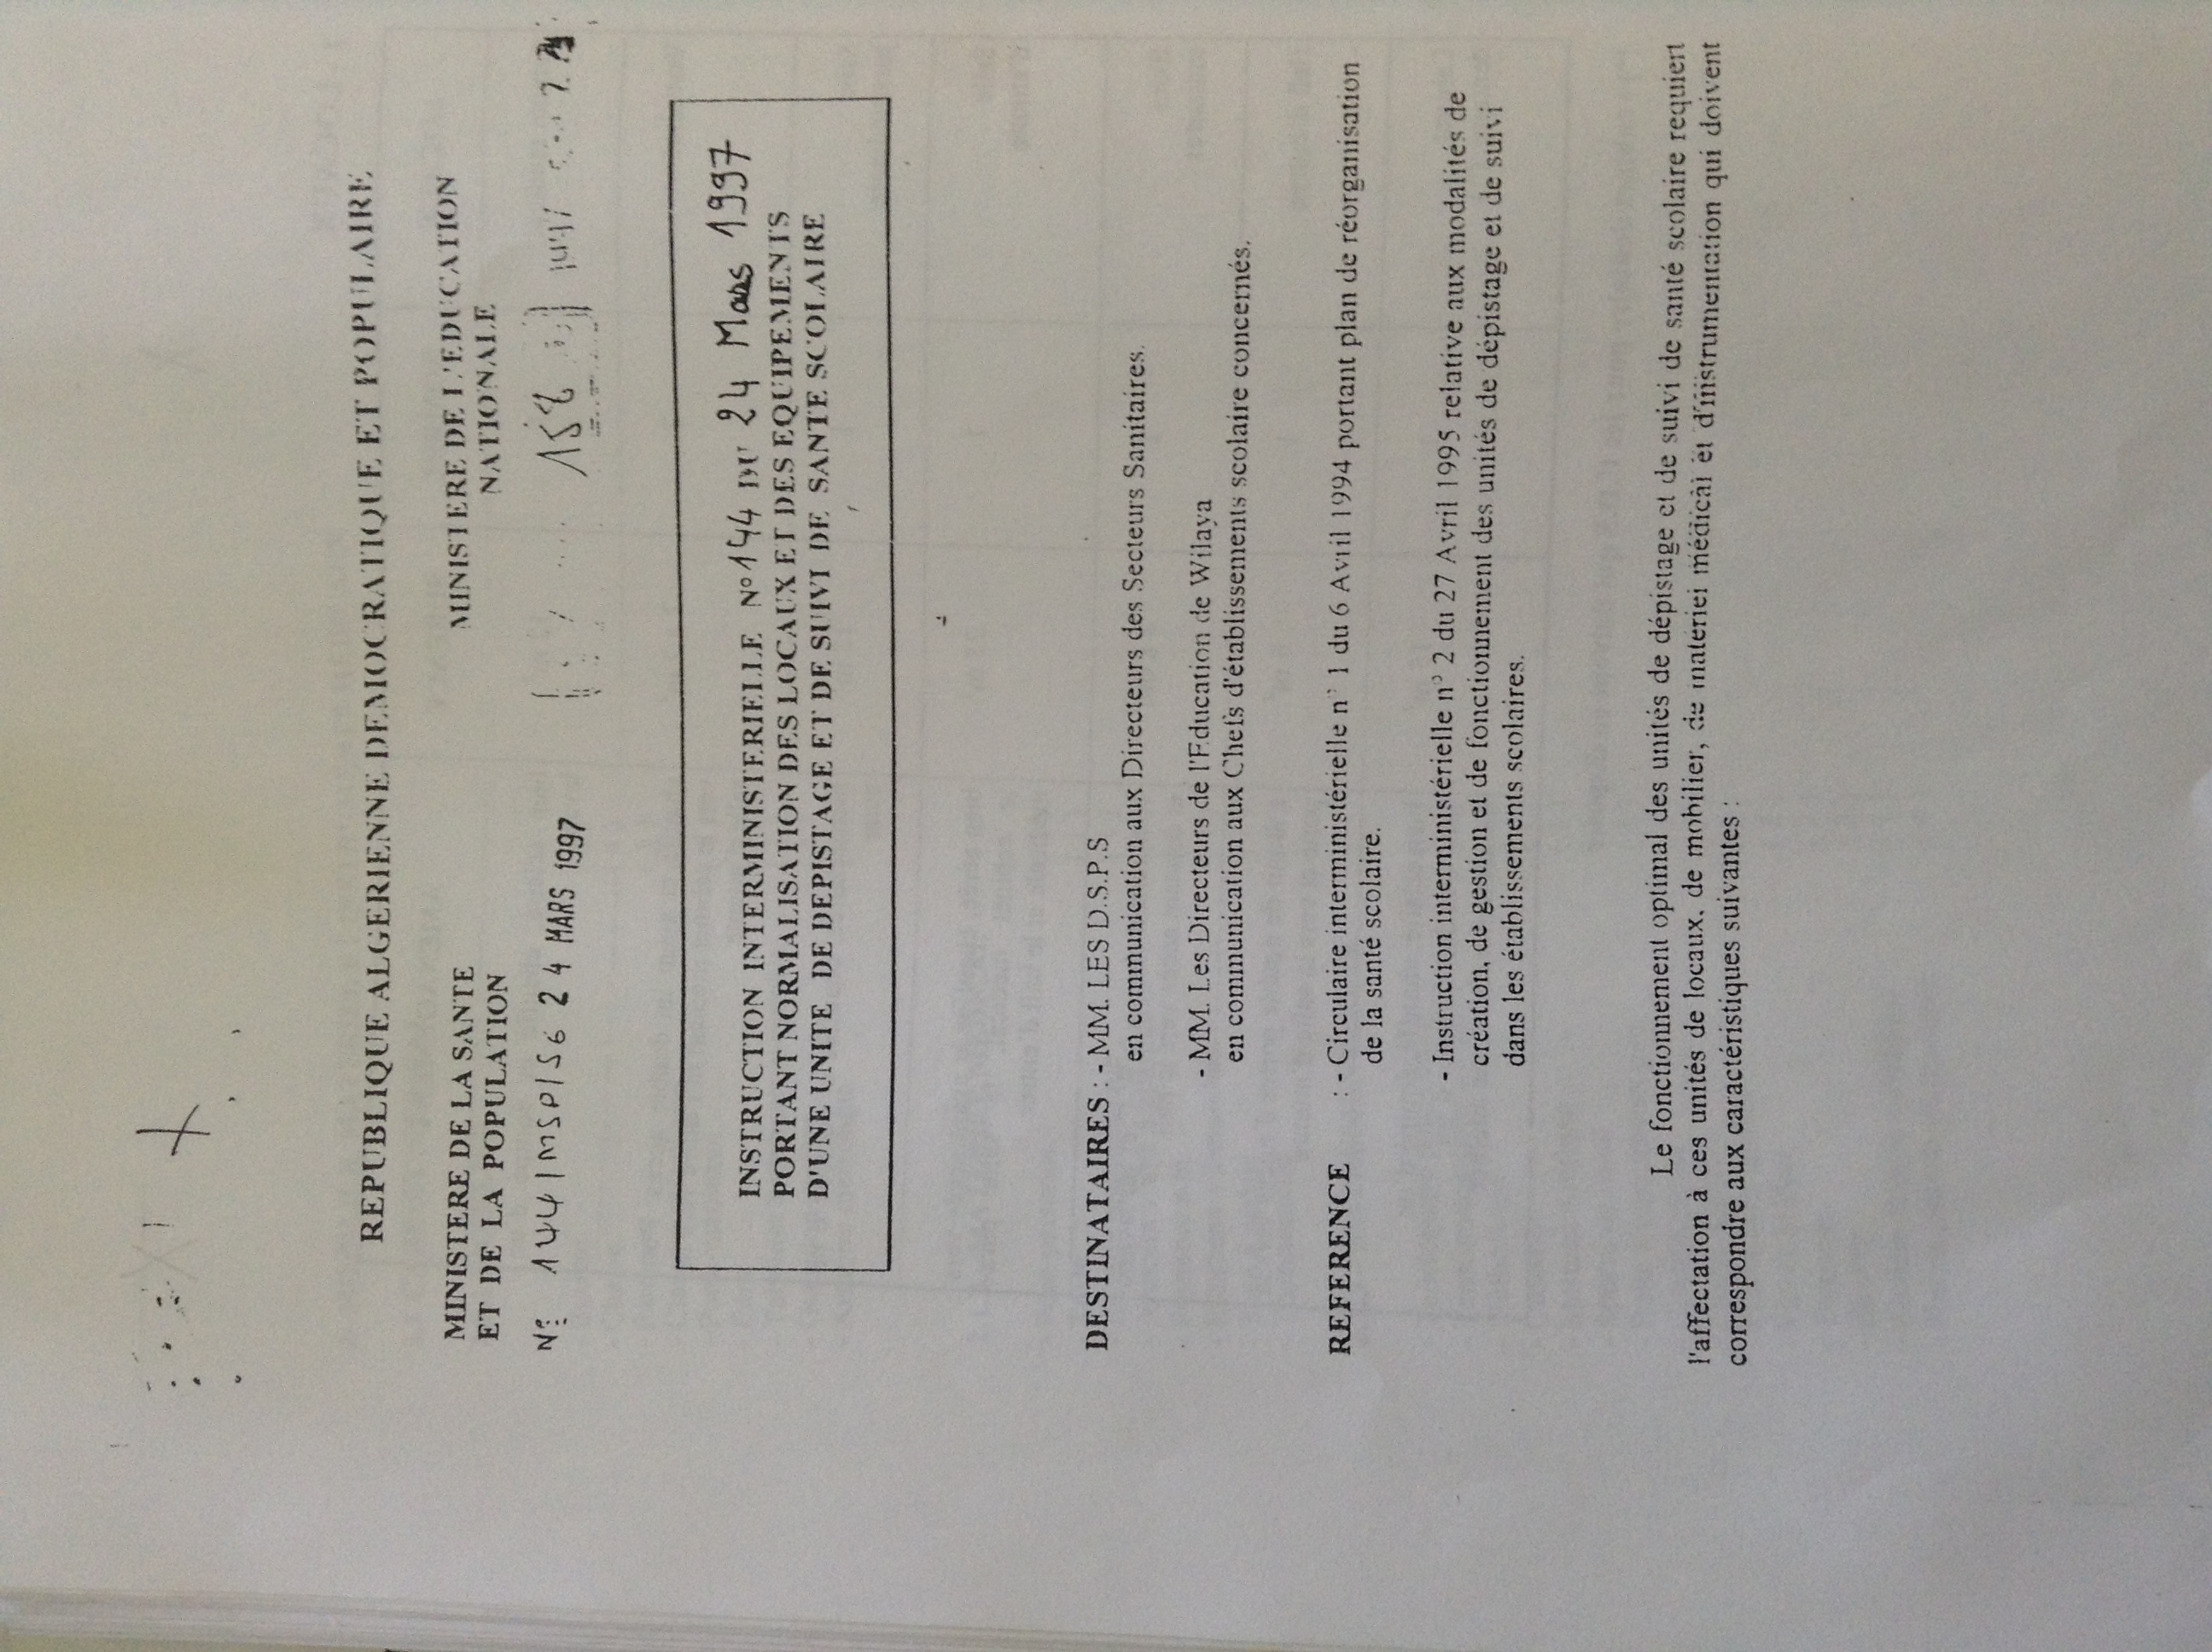 REPUBLIQUE ALGERIENNE DEMOCRATIQUE ET POPULAIRE
MINISTERE DE LA SANTE
ET DE LA POPULATION
N°: 144/MSP/SG 24 MARS 1997
MINISTERE DE L'EDUCATION
NATIONALE
158
INSTRUCTION INTERMINISTERIELLE N°144 DU 24 Mars 1997
PORTANT NORMALISATION DES LOCAUX ET DES EQUIPEMENTS
D'UNE UNITE DE DEPISTAGE ET DE SUIVI DE SANTE SCOLAIRE
DESTINATAIRES : - MM. LES D.S.P.S
en communication aux Directeurs des Secteurs Sanitaires.
- MM. Les Directeurs de l'Education de Wilaya
en communication aux Chefs d'établissements scolaire concernés.
REFERENCE : - Circulaire interministérielle n° 1 du 6 Avril 1994 portant plan de réorganisation
de la santé scolaire.
- Instruction interministérielle n° 2 du 27 Avril 1995 relative aux modalités de
création, de gestion et de fonctionnement des unités de dépistage et de suivi
dans les établissements scolaires.
Le fonctionnement optimal des unités de dépistage et de suivi de santé scolaire requiert
l'affectation à ces unités de locaux, de mobilier, de matériel médical et d'instrumentation qui doivent
correspondre aux caractéristiques suivantes :